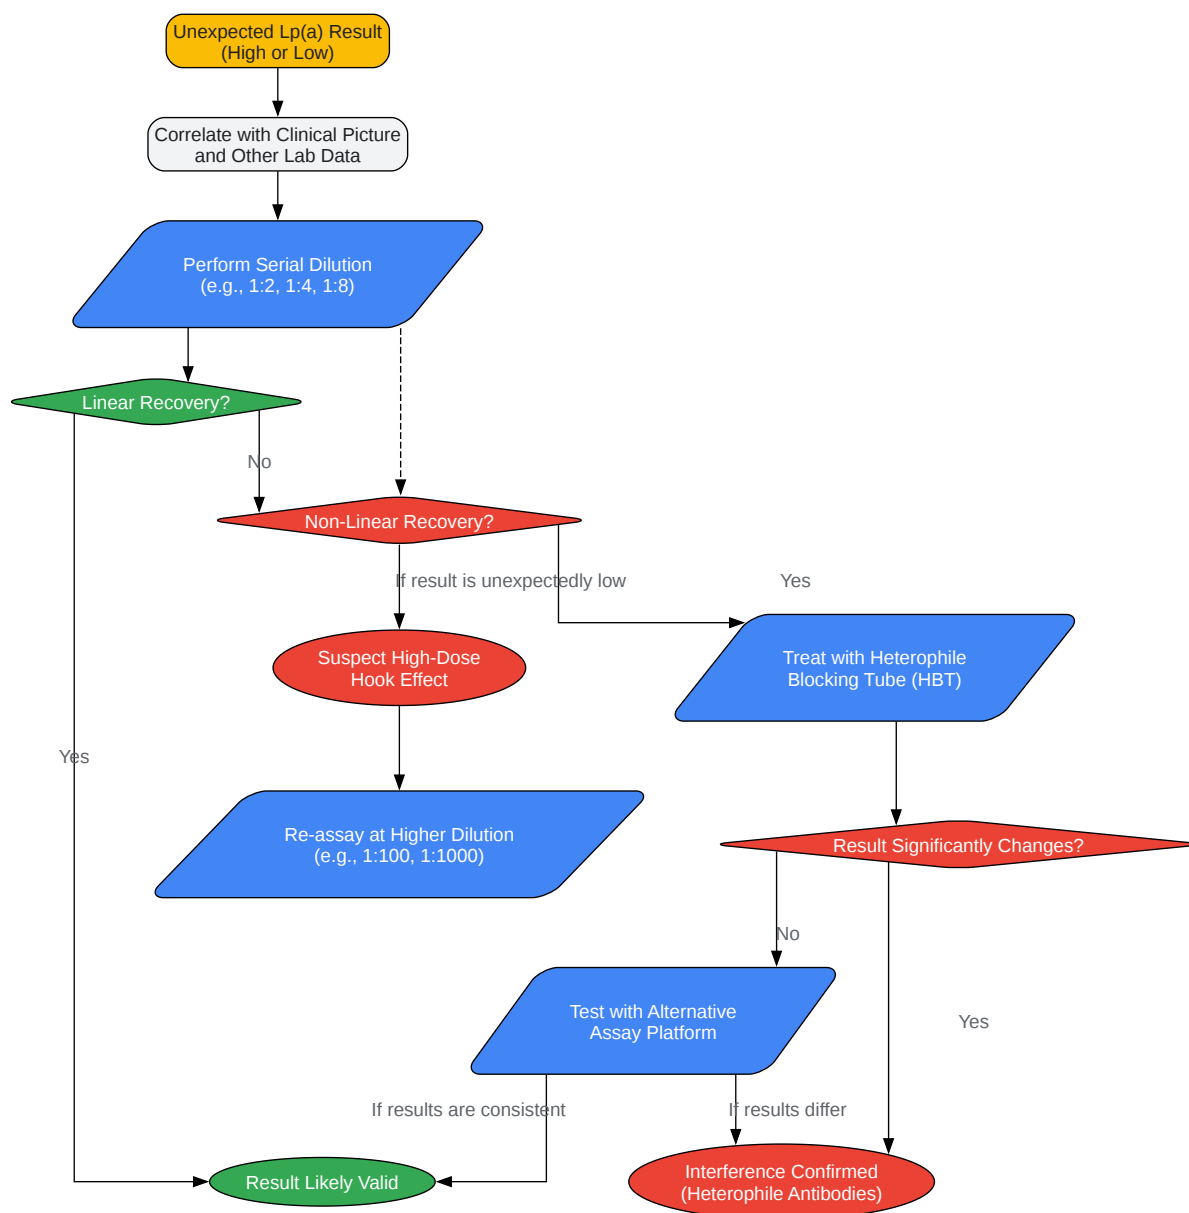 Unexpected Lp(a) Result
(High or Low)
Correlate with Clinical Picture
and Other Lab Data
Perform Serial Dilution
(e.g., 1:2, 1:4, 1:8)
Linear Recovery?
No
Non-Linear Recovery?
If result is unexpectedly low
Yes
Suspect High-Dose
Hook Effect
Treat with Heterophile
Blocking Tube (HBT)
Yes
Re-assay at Higher Dilution
(e.g., 1:100, 1:1000)
Result Significantly Changes?
No
Test with Alternative
Assay Platform
Yes
If results are consistent
If results differ
Result Likely Valid
Interference Confirmed
(Heterophile Antibodies)